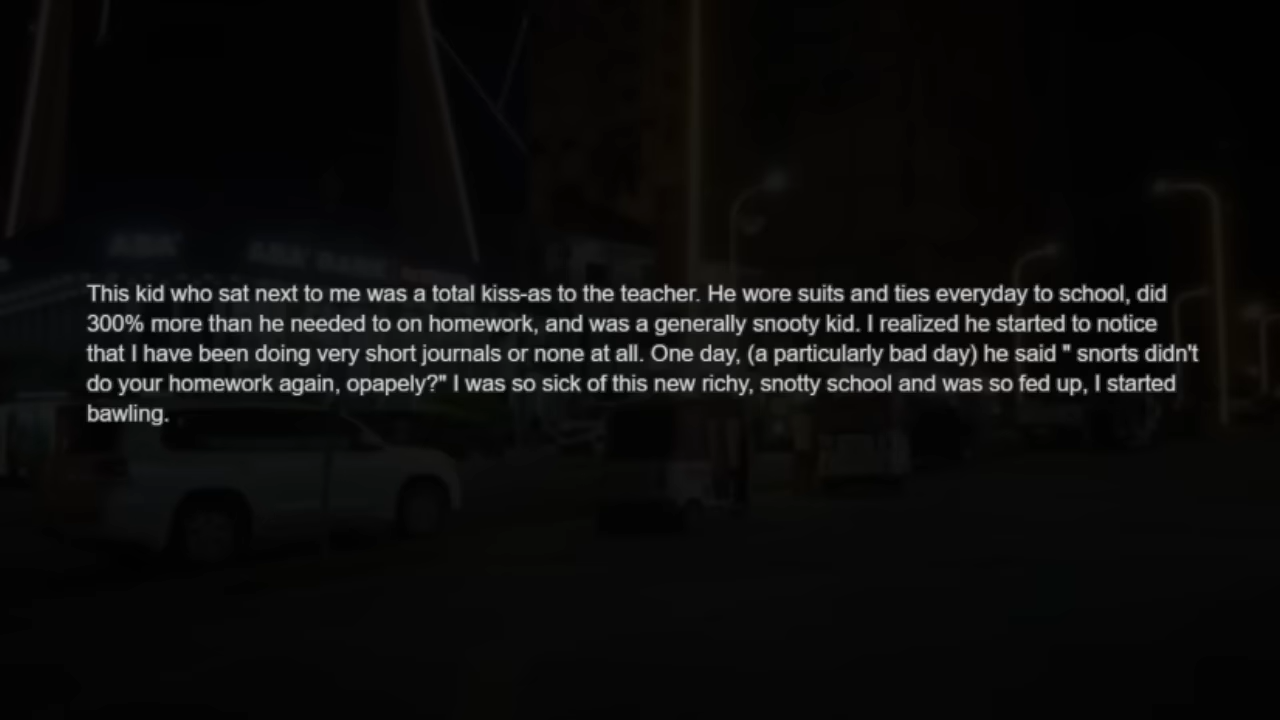 This kid who sat next to me was a total kiss-as to the teacher. He wore suits and ties everyday to school, did
300% more than he needed to on homework, and was a generally snooty kid. I realized he started to notice
that I have been doing very short journals or none at all. One day, (a particularly bad day) he said " snorts didn't
do your homework again, opapely?" I was so sick of this new richy, snotty school and was so fed up, I started
bawling.